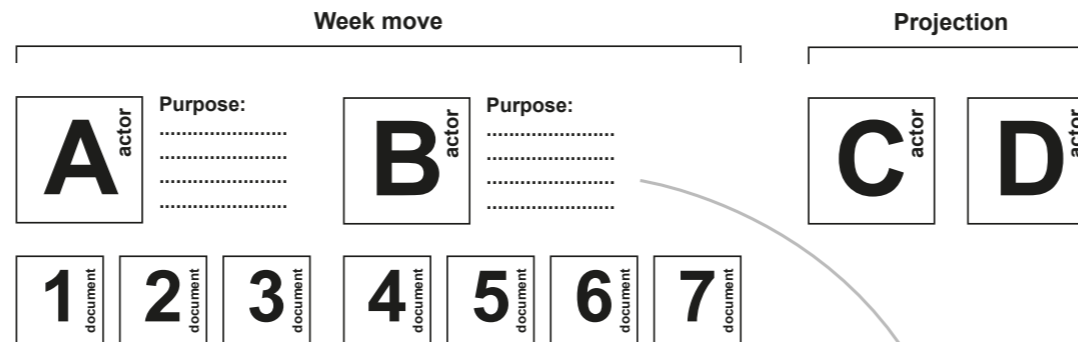 Week move
Projection
A actor
Purpose:
B actor
Purpose:
C actor
D actor
1 document
2 document
3 document
4 document
5 document
6 document
7 document